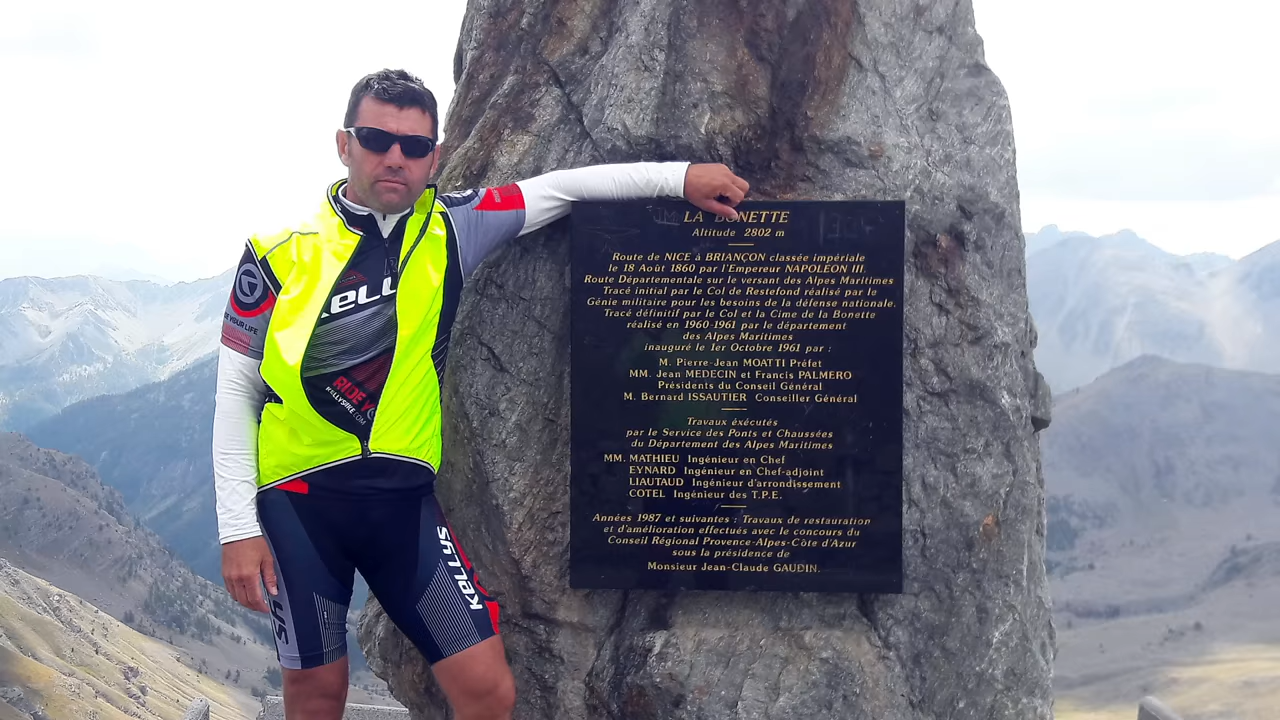 LA BONETTE
Altitude 2802 m
Route de NICE à BRIANÇON classée impériale
le 18 Août 1860 par l'Empereur NAPOLEON III.
Route Départementale sur le versant des Alpes Maritimes
Tracé initial par le Col de Restefond réalisé par le
Génie militaire pour les besoins de la défense nationale.
Tracé définitif par le Col et la Cime de la Bonette
réalisé en 1960-1961 par le département
des Alpes Maritimes
inauguré le 1er Octobre 1961 par :
M. Pierre-Jean MOATTI Préfet
MM. Jean MEDECIN et Francis PALMERO
Présidents du Conseil Général
M. Bernard ISSAUTIER Conseiller Général
Travaux éxécutés
par le Service des Ponts et Chaussées
du Département des Alpes Maritimes
MM. MATHIEU Ingénieur en Chef
EYNARD Ingénieur en Chef-adjoint
LIAUTAUD Ingénieur d'arrondissement
COTEL Ingénieur des T.P.E.
Années 1987 et suivantes : Travaux de restauration
et d'amélioration effectués avec le concours du
Conseil Régional Provence-Alpes-Côte d'Azur
sous la présidence de
Monsieur Jean-Claude GAUDIN.
YOUR LIFE
KELLYSBIKE.COM
KELLYS